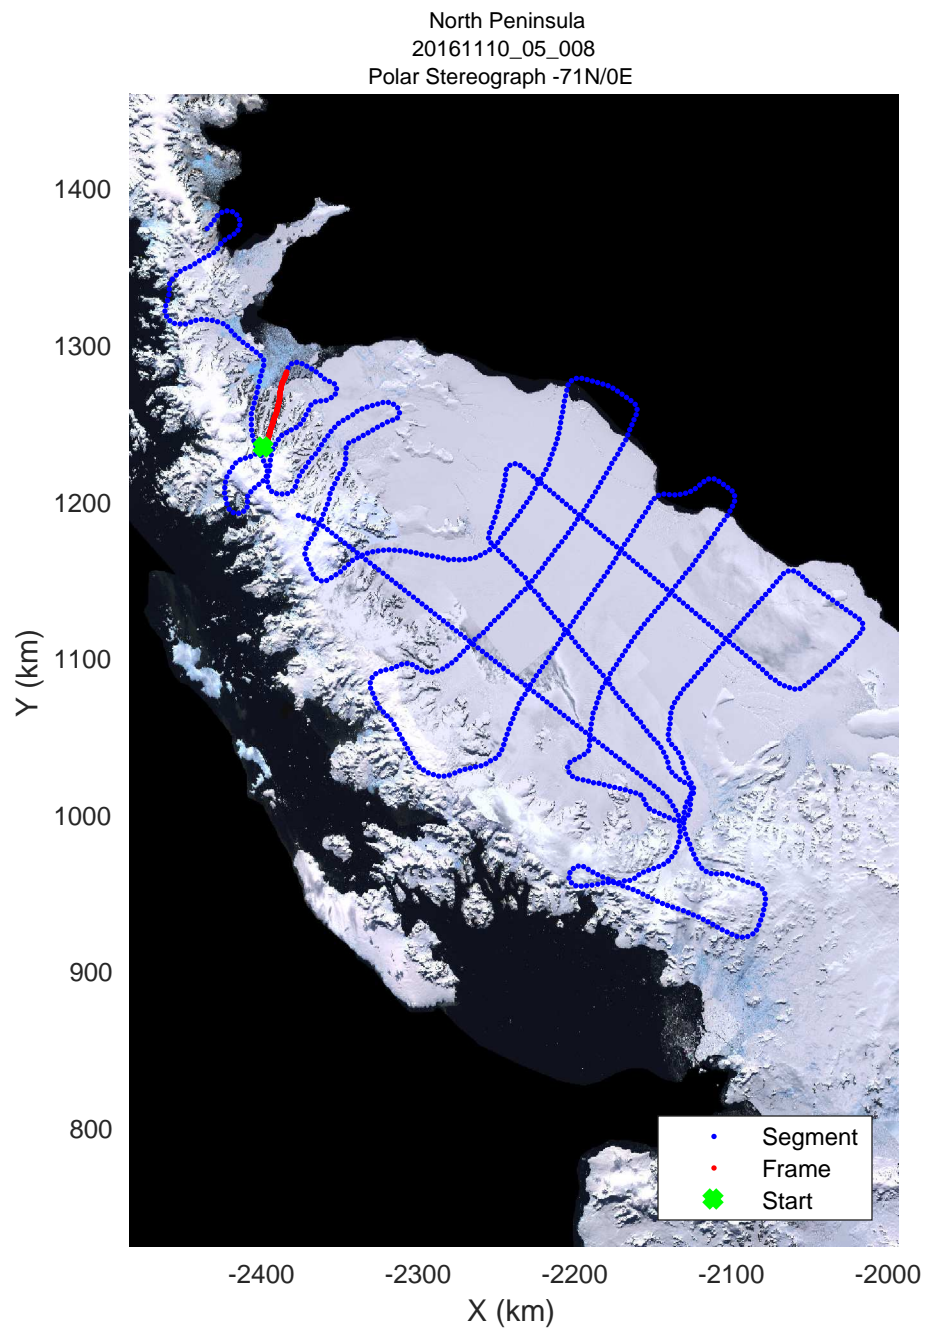 North Peninsula
20161110_05_008
Polar Stereograph -71N/0E
1400
1300
1200
1100
1000
900
800
Y (km)
-2400
-2300
-2200
-2100
-2000
X (km)
Segment
Frame
Start